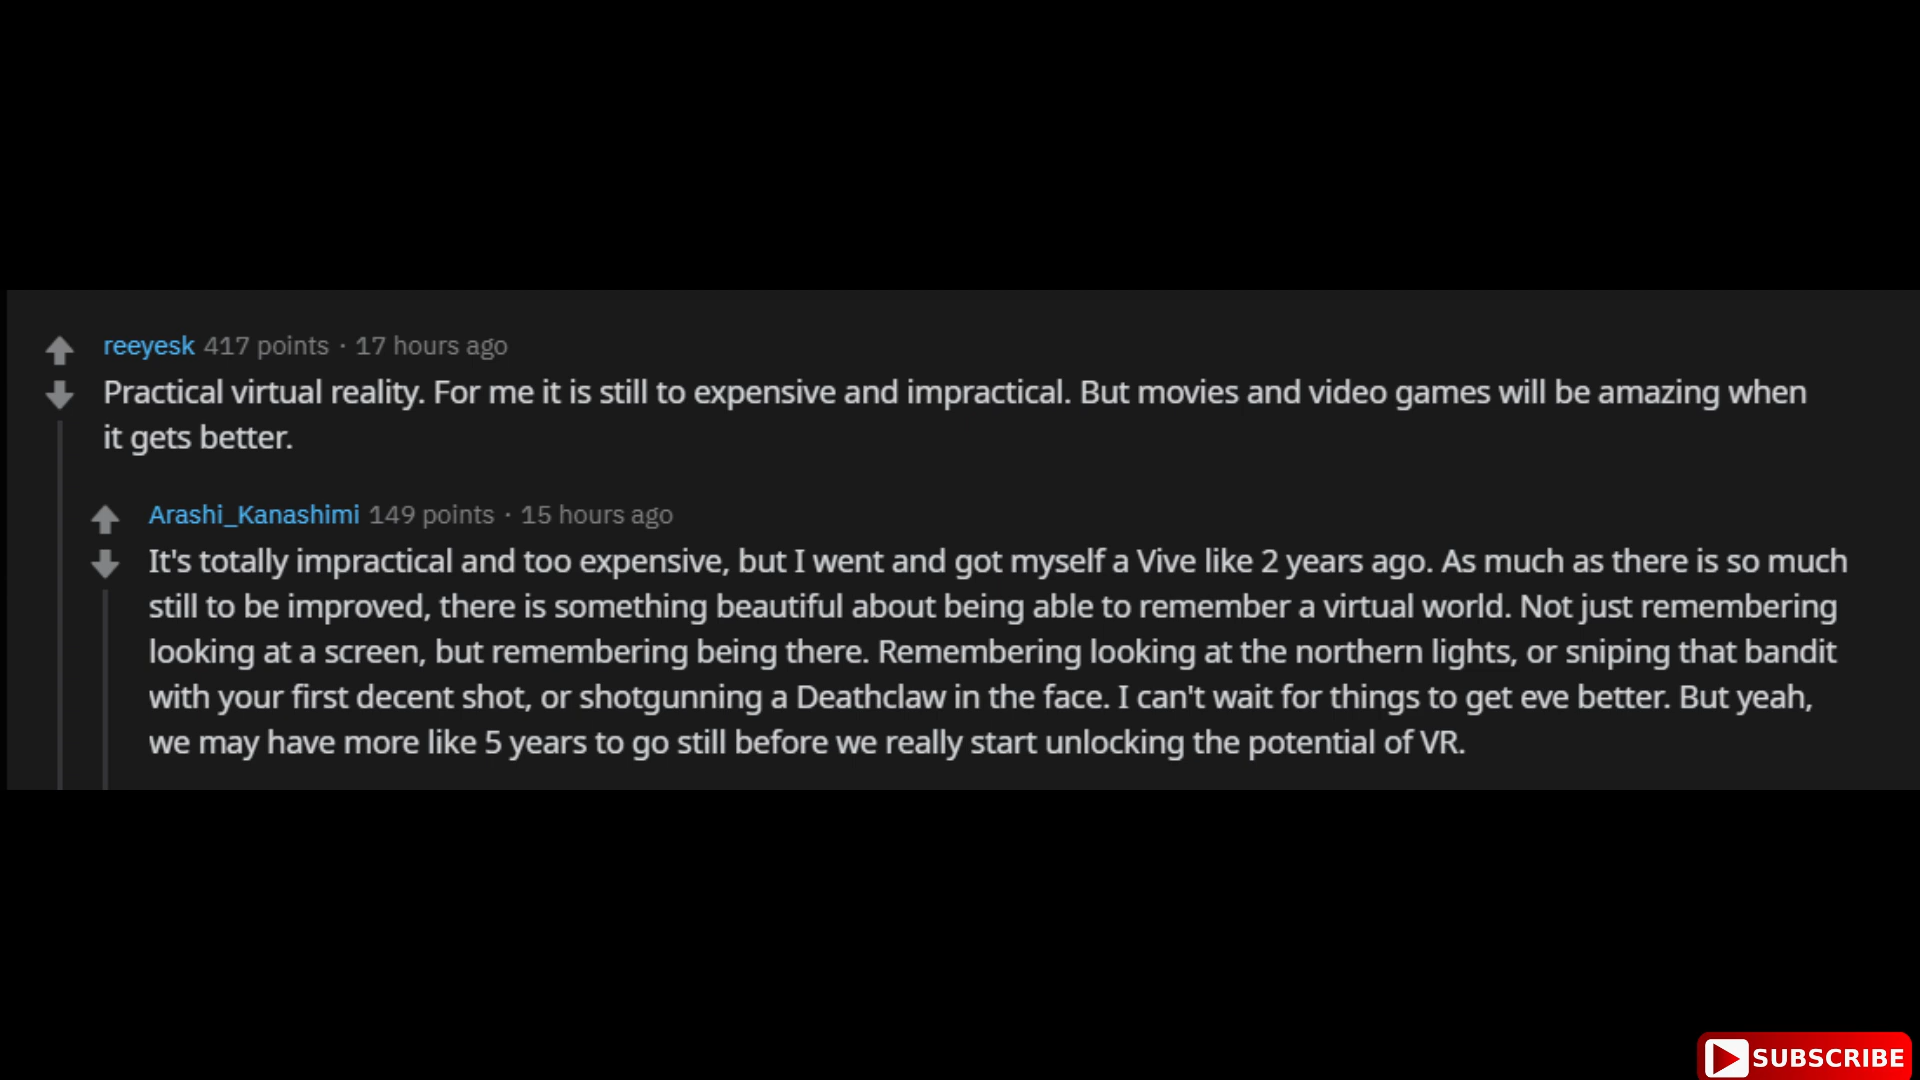 reeyesk 417 points · 17 hours ago
Practical virtual reality. For me it is still to expensive and impractical. But movies and video games will be amazing when
it gets better.
Arashi_Kanashimi 149 points · 15 hours ago
It's totally impractical and too expensive, but I went and got myself a Vive like 2 years ago. As much as there is so much
still to be improved, there is something beautiful about being able to remember a virtual world. Not just remembering
looking at a screen, but remembering being there. Remembering looking at the northern lights, or sniping that bandit
with your first decent shot, or shotgunning a Deathclaw in the face. I can't wait for things to get eve better. But yeah,
we may have more like 5 years to go still before we really start unlocking the potential of VR.
SUBSCRIBE